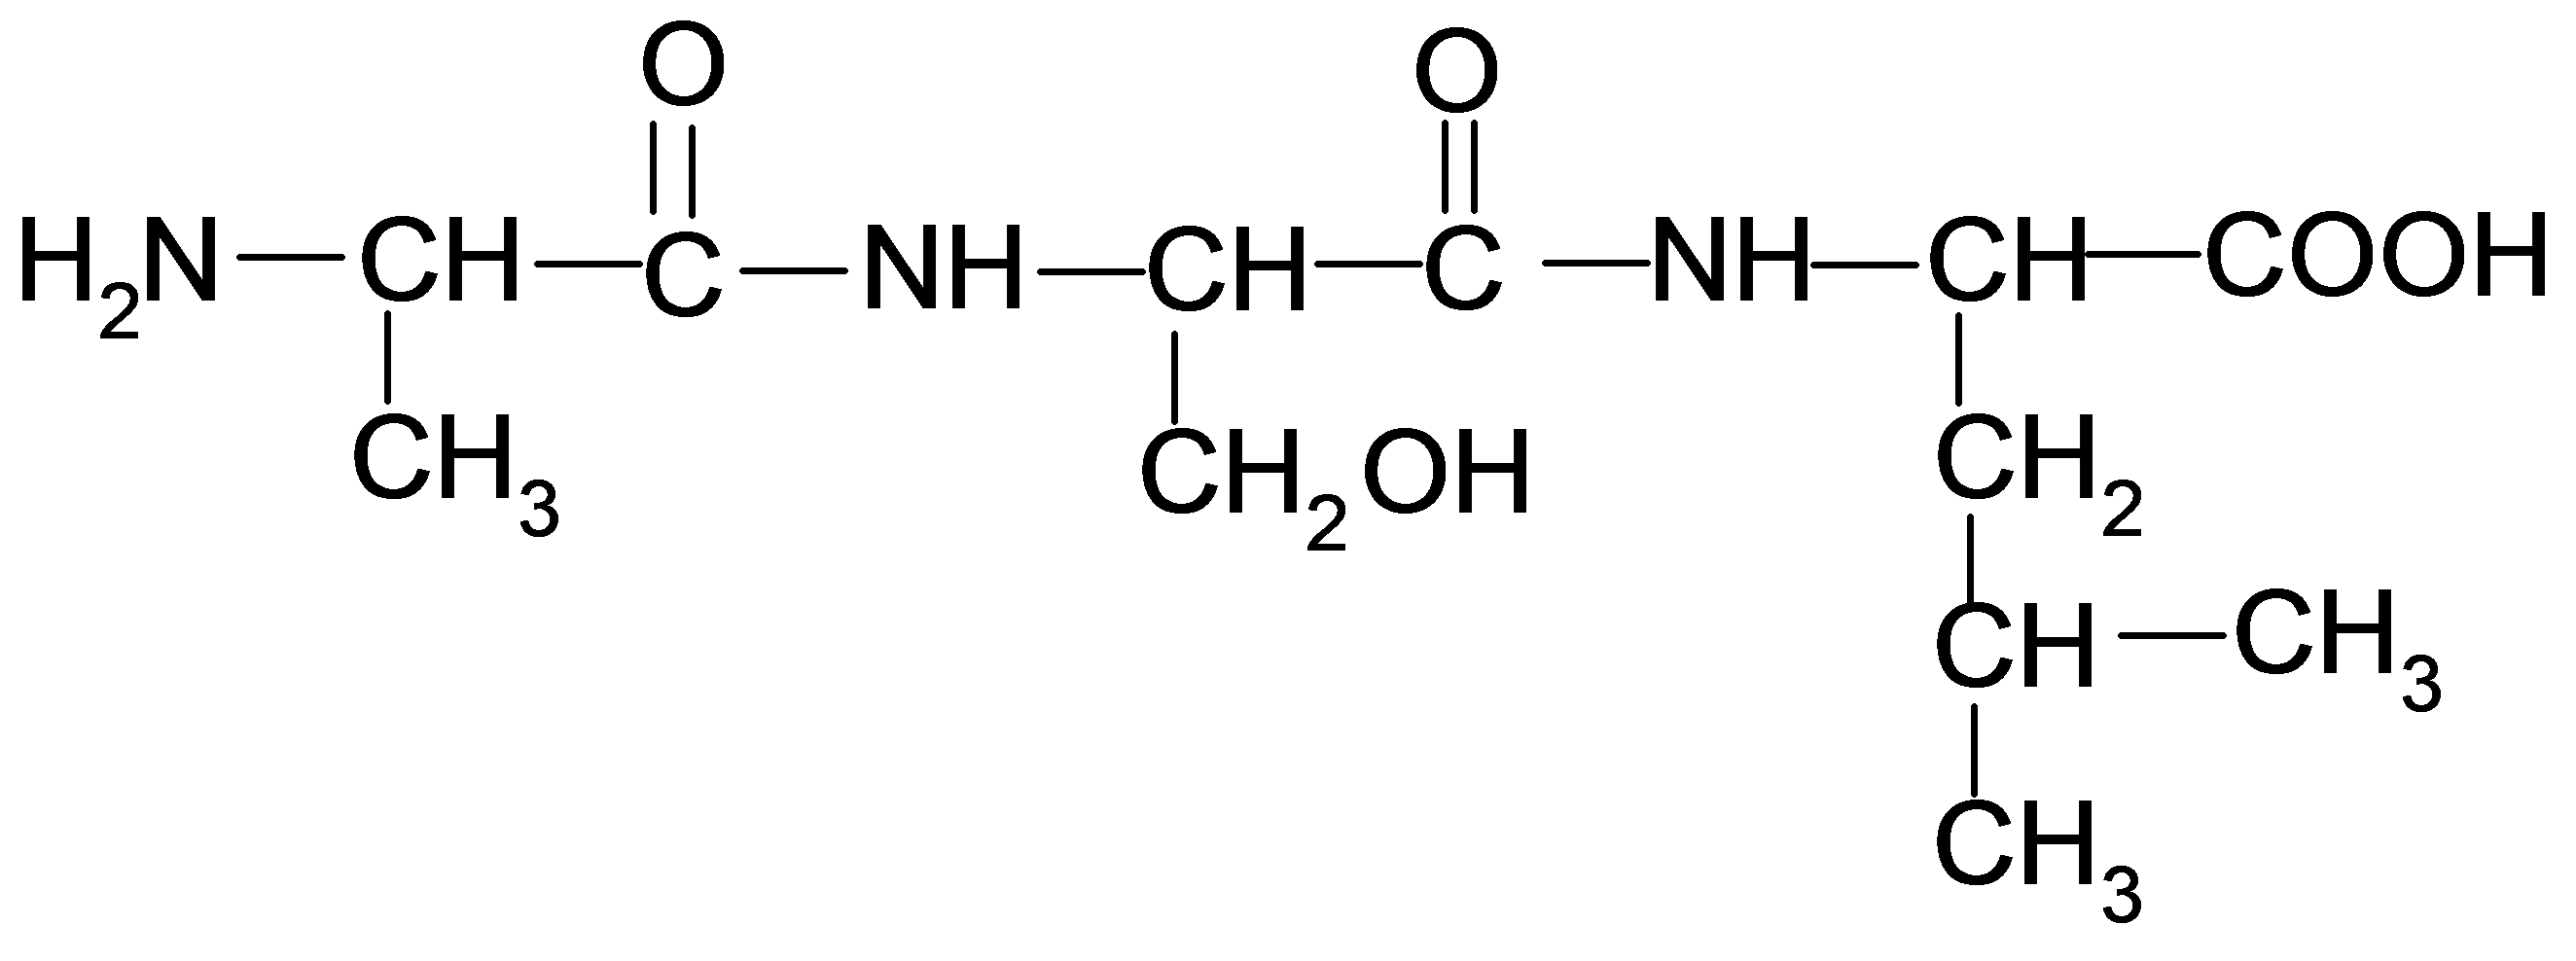 O O
H2N CH C NH CH C NH CH COOH
CH3 CH2OH CH2
CH CH3
CH3